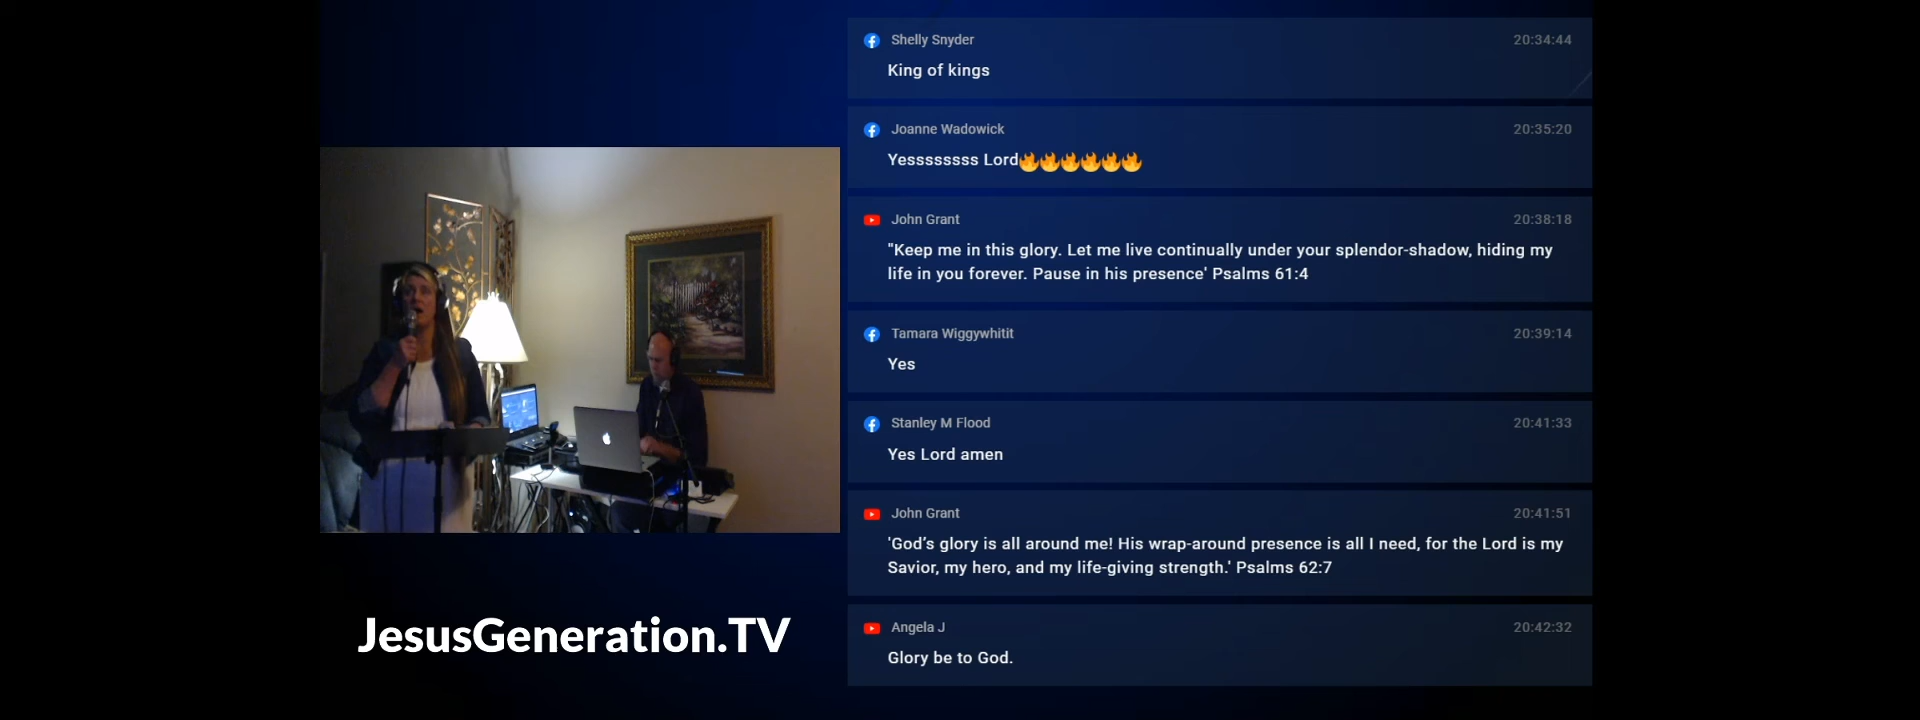 Shelly Snyder 20:34:44
King of kings
Joanne Wadowick 20:35:20
Yessssssss Lord🔥🔥🔥🔥🔥🔥
John Grant 20:38:18
"Keep me in this glory. Let me live continually under your splendor-shadow, hiding my
life in you forever. Pause in his presence' Psalms 61:4
Tamara Wiggywhitit 20:39:14
Yes
Stanley M Flood 20:41:33
Yes Lord amen
John Grant 20:41:51
'God’s glory is all around me! His wrap-around presence is all I need, for the Lord is my
Savior, my hero, and my life-giving strength.' Psalms 62:7
Angela J 20:42:32
Glory be to God.
JesusGeneration.TV